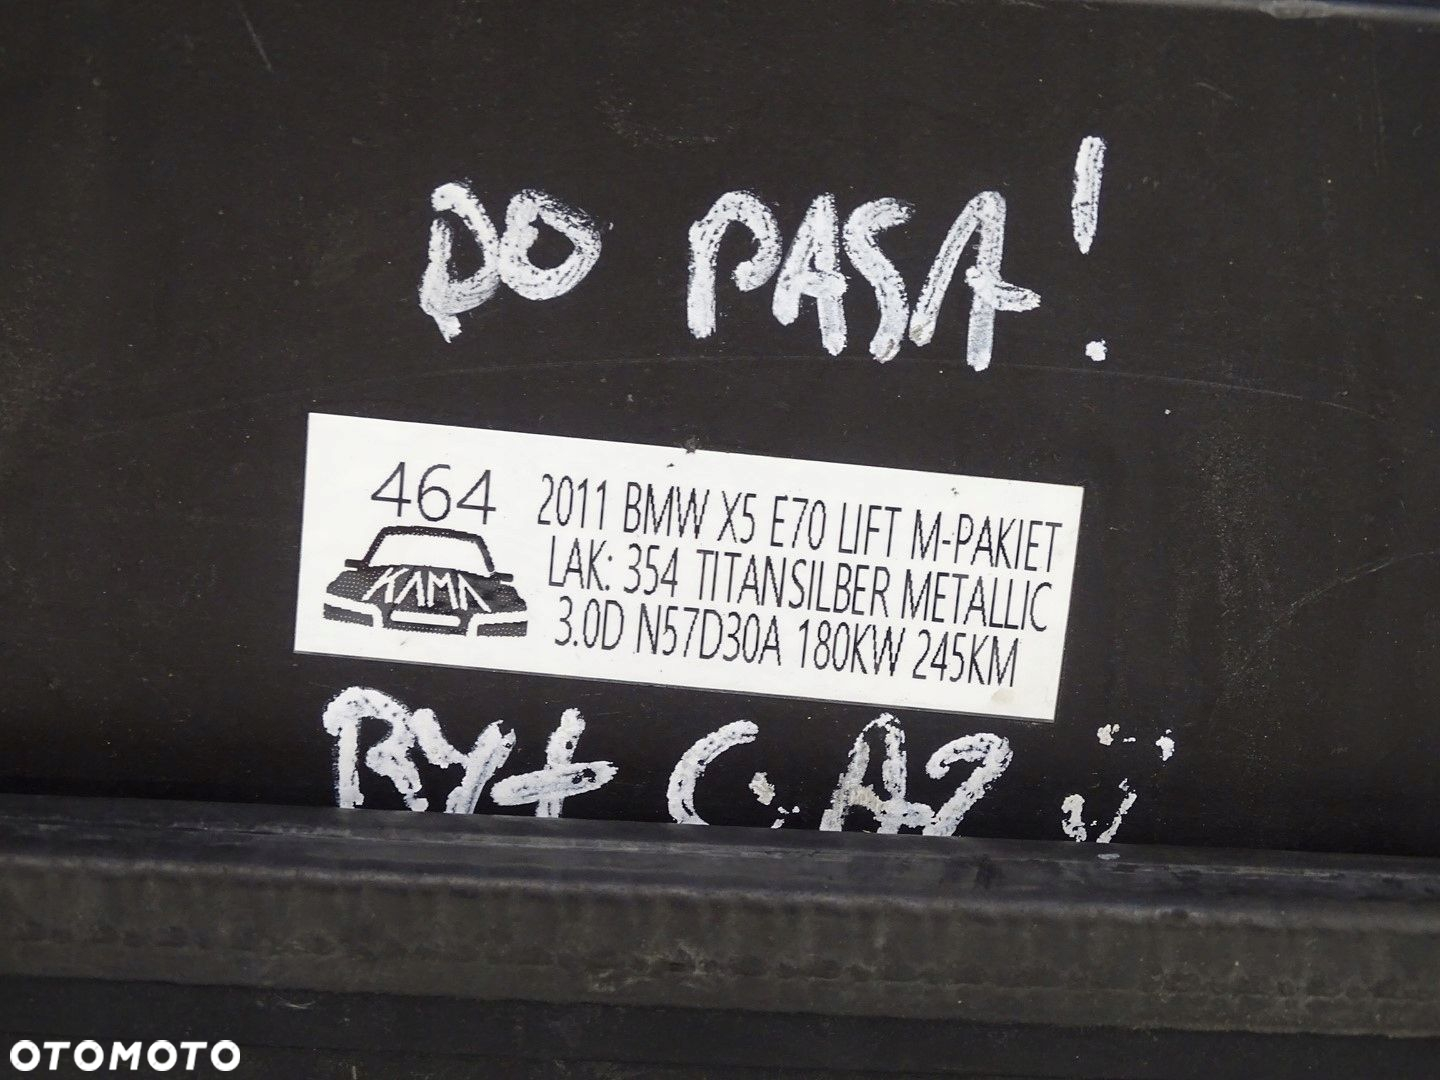 DO PASA!
464
KAMA
2011 BMW X5 E70 LIFT M-PAKIET
LAK: 354 TITANSILBER METALLIC
3.0D N57D30A 180KW 245KM
OTOMOTO